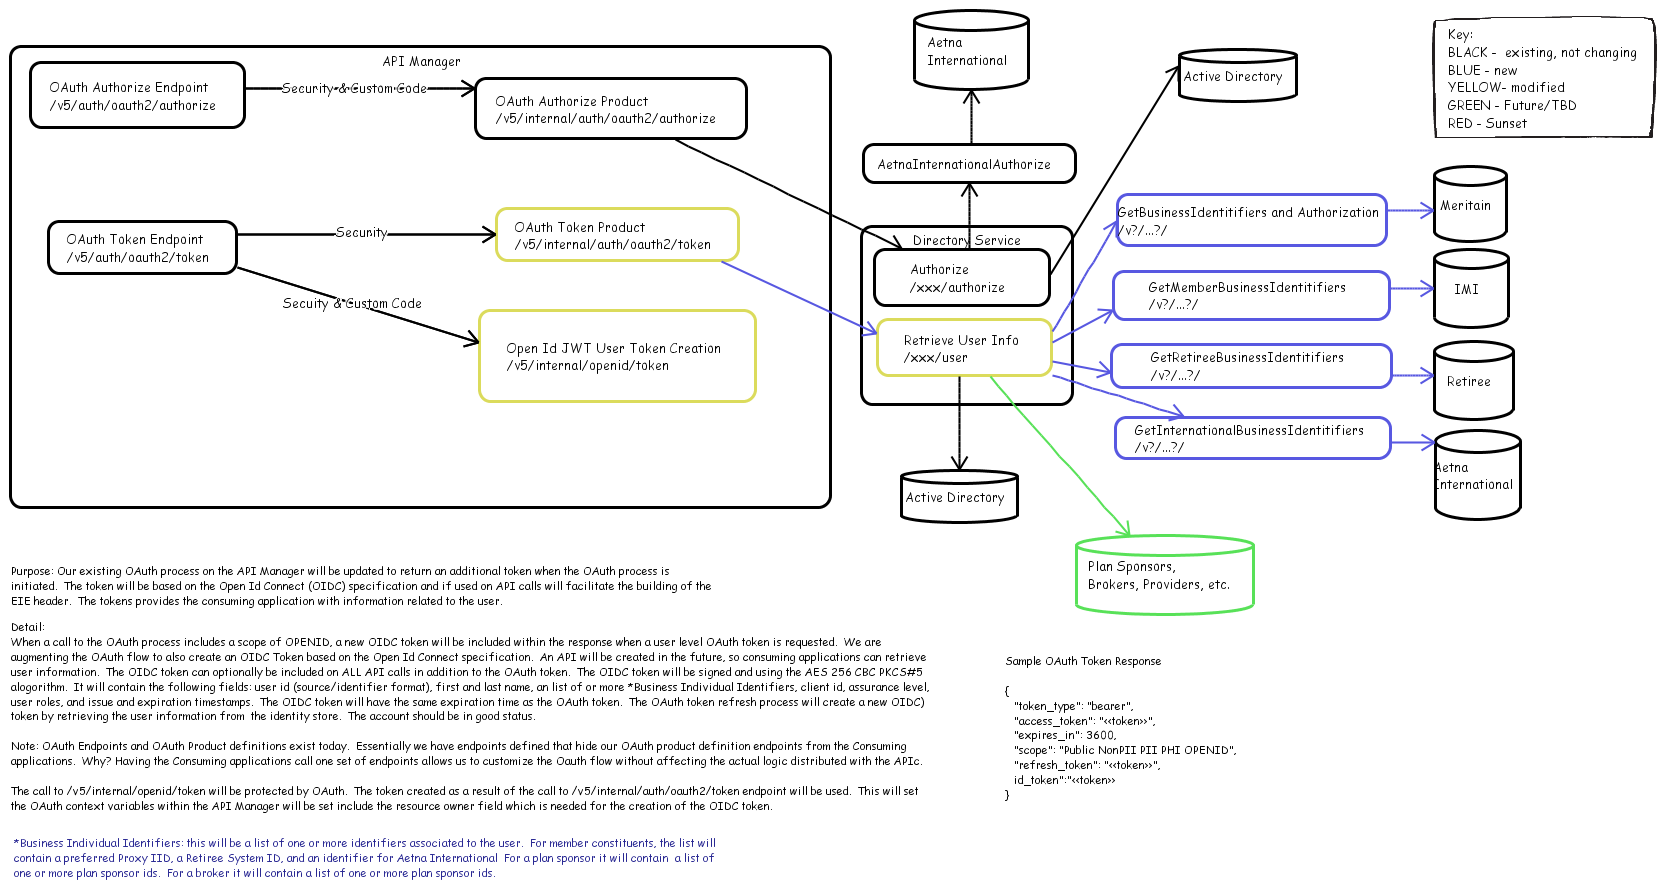 API Manager
OAuth Authorize Endpoint
/v5/auth/oauth2/authorize
Security & Custom Code
OAuth Authorize Product
/v5/internal/auth/oauth2/authorize
OAuth Token Endpoint
/v5/auth/oauth2/token
Security
OAuth Token Product
/v5/internal/auth/oauth2/token
Secuity & Custom Code
Open Id JWT User Token Creation
/v5/internal/openid/token
Aetna
International
AetnaInternationalAuthorize
Active Directory
Directory Service
Authorize
/xxx/authorize
Retrieve User Info
/xxx/user
Active Directory
GetBusinessIdentitifiers and Authorization
/v?/...?/
GetMemberBusinessIdentitifiers
/v?/...?/
GetRetireeBusinessIdentitifiers
/v?/...?/
GetInternationalBusinessIdentitifiers
/v?/...?/
Key:
BLACK -  existing, not changing
BLUE - new
YELLOW- modified
GREEN - Future/TBD
RED - Sunset
Meritain
IMI
Retiree
Aetna
International
Plan Sponsors,
Brokers, Providers, etc.
Purpose: Our existing OAuth process on the API Manager will be updated to return an additional token when the OAuth process is
initiated.  The token will be based on the Open Id Connect (OIDC) specification and if used on API calls will facilitate the building of the
EIE header.  The tokens provides the consuming application with information related to the user.
Detail:
When a call to the OAuth process includes a scope of OPENID, a new OIDC token will be included within the response when a user level OAuth token is requested.  We are
augmenting the OAuth flow to also create an OIDC Token based on the Open Id Connect specification.  An API will be created in the future, so consuming applications can retrieve
user information.  The OIDC token can optionally be included on ALL API calls in addition to the OAuth token.  The OIDC token will be signed and using the AES 256 CBC PKCS#5
alogorithm.  It will contain the following fields: user id (source/identifier format), first and last name, an list of or more *Business Individual Identifiers, client id, assurance level,
user roles, and issue and expiration timestamps.  The OIDC token will have the same expiration time as the OAuth token.  The OAuth token refresh process will create a new OIDC)
token by retrieving the user information from  the identity store.  The account should be in good status.
Note: OAuth Endpoints and OAuth Product definitions exist today.  Essentially we have endpoints defined that hide our OAuth product definition endpoints from the Consuming
applications.  Why? Having the Consuming applications call one set of endpoints allows us to customize the Oauth flow without affecting the actual logic distributed with the APIc.
The call to /v5/internal/openid/token will be protected by OAuth.  The token created as a result of the call to /v5/internal/auth/oauth2/token endpoint will be used.  This will set
the OAuth context variables within the API Manager will be set include the resource owner field which is needed for the creation of the OIDC token.
*Business Individual Identifiers: this will be a list of one or more identifiers associated to the user.  For member constituents, the list will
contain a preferred Proxy IID, a Retiree System ID, and an identifier for Aetna International  For a plan sponsor it will contain  a list of
one or more plan sponsor ids.  For a broker it will contain a list of one or more plan sponsor ids.
Sample OAuth Token Response
{
"token_type": "bearer",
"access_token": "<<token>>",
"expires_in": 3600,
"scope": "Public NonPII PII PHI OPENID",
"refresh_token": "<<token>>",
id_token":"<<token>>
}